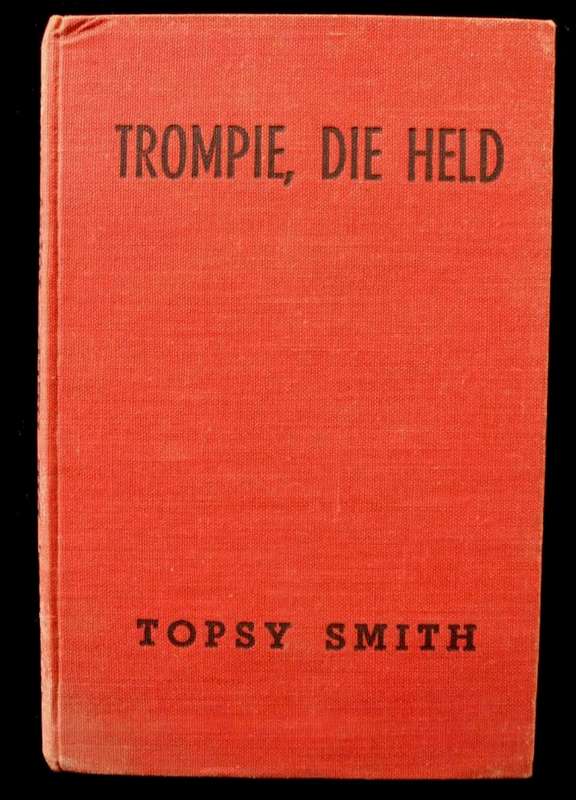 TROMPIE, DIE HELD
TOPSY SMITH